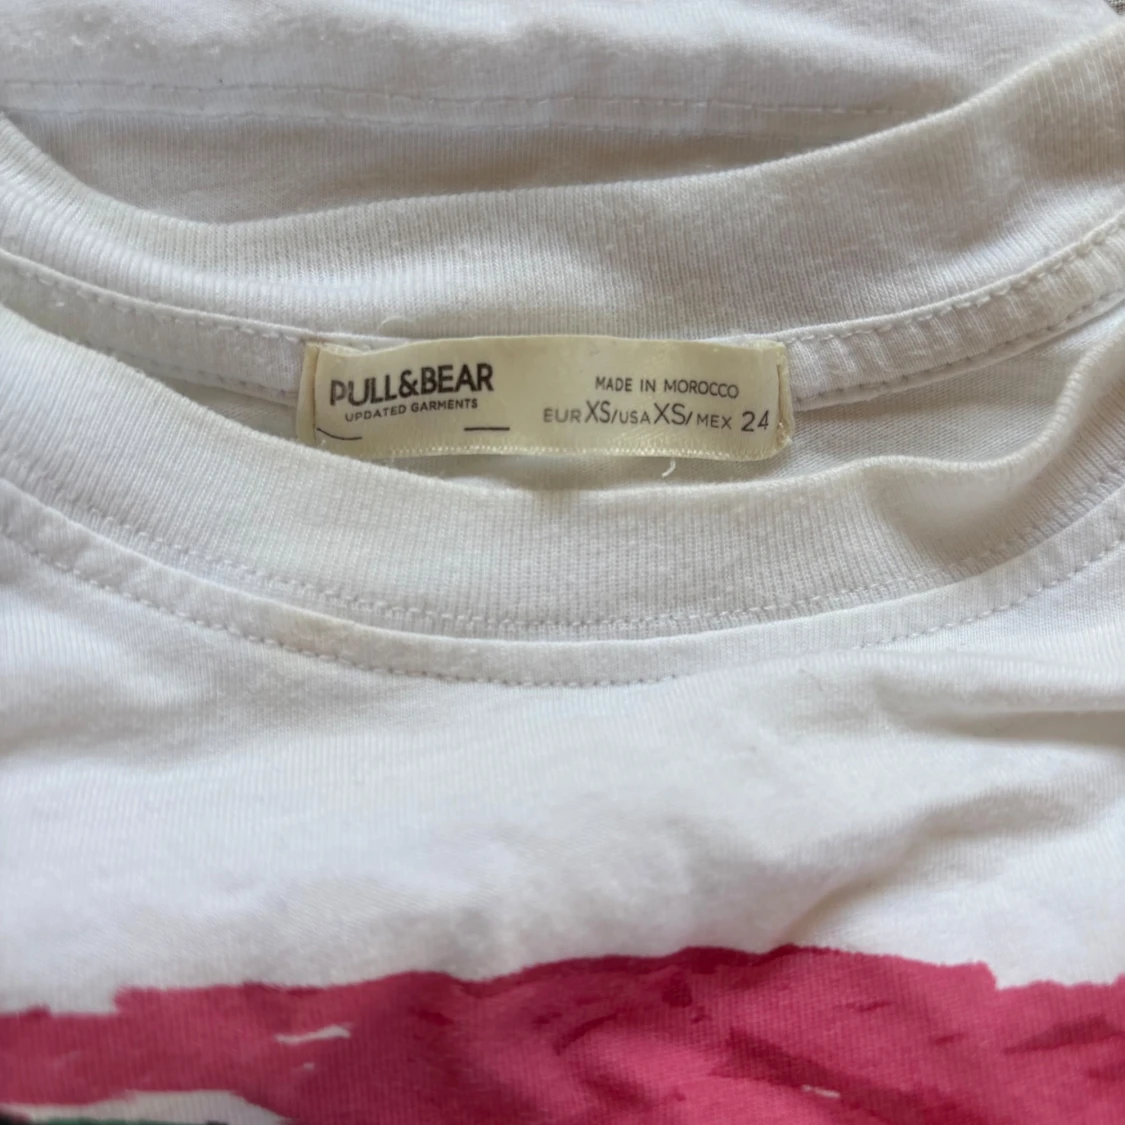 PULL&BEAR
UPDATED GARMENTS
MADE IN MOROCCO
EUR XS/USA XS/MEX 24